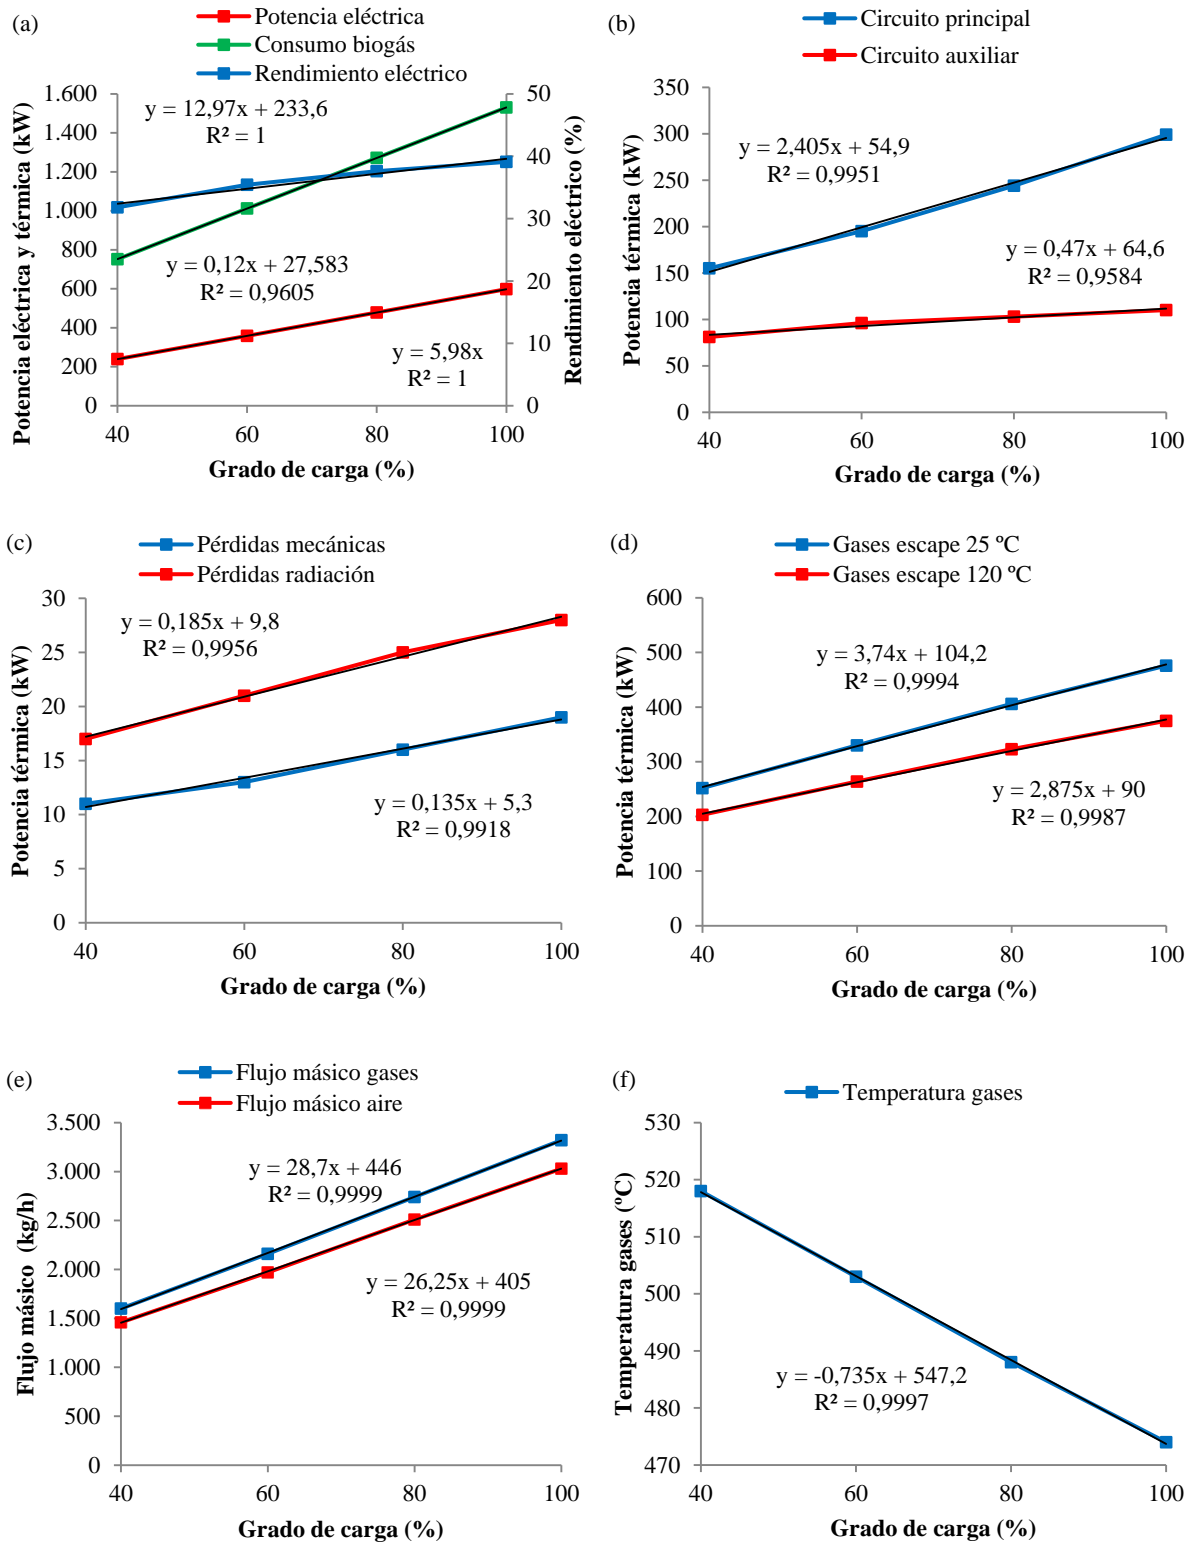 (a)
Potencia eléctrica
Consumo biogás
Rendimiento eléctrico
Potencia eléctrica y térmica (kW)
1.600
1.400
1.200
1.000
800
600
400
200
0
y = 12,97x + 233,6
R² = 1
y = 0,12x + 27,583
R² = 0,9605
y = 5,98x
R² = 1
50
40
30
20
10
0
Rendimiento eléctrico (%)
40 60 80 100
Grado de carga (%)
(b)
Circuito principal
Circuito auxiliar
Potencia térmica (kW)
350
300
250
200
150
100
50
0
y = 2,405x + 54,9
R² = 0,9951
y = 0,47x + 64,6
R² = 0,9584
40 60 80 100
Grado de carga (%)
(c)
Pérdidas mecánicas
Pérdidas radiación
Potencia térmica (kW)
30
25
20
15
10
5
0
y = 0,185x + 9,8
R² = 0,9956
y = 0,135x + 5,3
R² = 0,9918
40 60 80 100
Grado de carga (%)
(d)
Gases escape 25 ºC
Gases escape 120 ºC
Potencia térmica (kW)
600
500
400
300
200
100
0
y = 3,74x + 104,2
R² = 0,9994
y = 2,875x + 90
R² = 0,9987
40 60 80 100
Grado de carga (%)
(e)
Flujo másico gases
Flujo másico aire
Flujo másico (kg/h)
3.500
3.000
2.500
2.000
1.500
1.000
500
0
y = 28,7x + 446
R² = 0,9999
y = 26,25x + 405
R² = 0,9999
40 60 80 100
Grado de carga (%)
(f)
Temperatura gases
Temperatura gases (ºC)
530
520
510
500
490
480
470
y = -0,735x + 547,2
R² = 0,9997
40 60 80 100
Grado de carga (%)